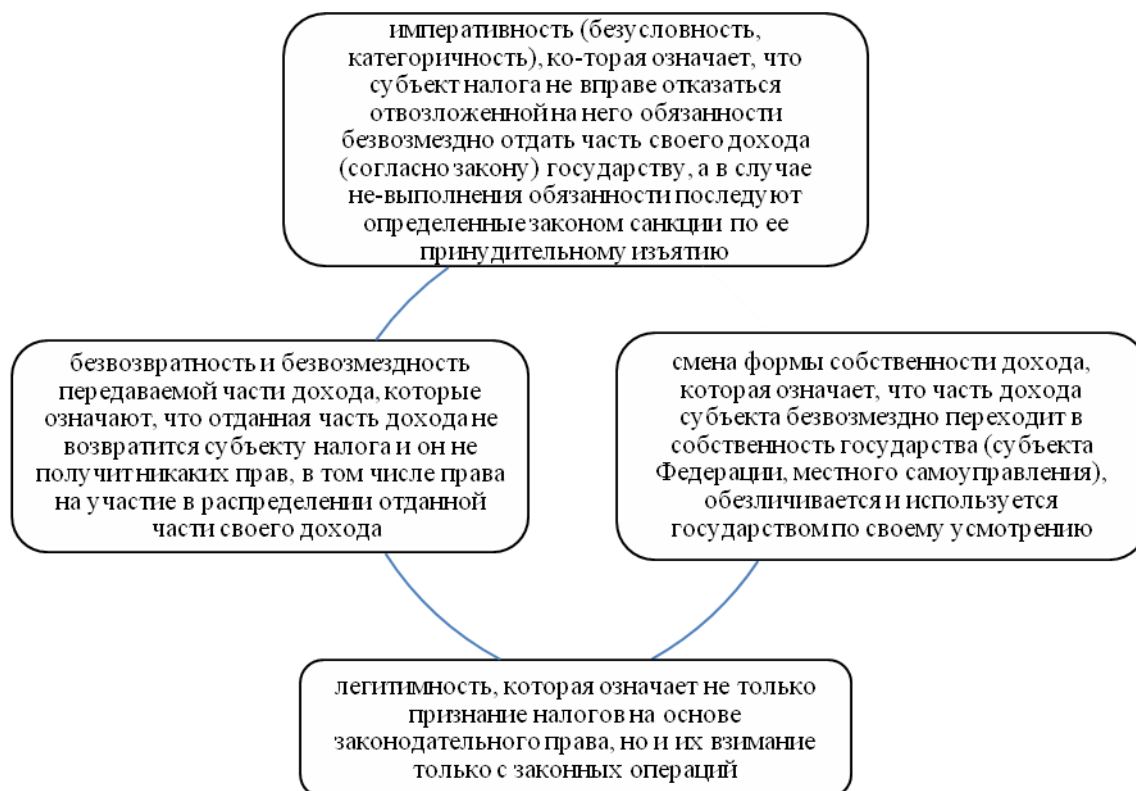 императивность (безусловность,
категоричность), ко-торая означает, что
субъект налога не вправе отказаться
отвозложенной на него обязанности
безвозмездно отдать часть своего дохода
(согласно закону) государству, а в случае
не-выполнения обязанности последуют
определенные законом санкции по ее
принудительному изъятию
безвозвратность и безвозмездность
передаваемой части дохода, которые
означают, что отданная часть дохода не
возвратится субъекту налога и он не
получит никаких прав, в том числе права
на участие в распределении отданной
части своего дохода
смена формы собственности дохода,
которая означает, что часть дохода
субъекта безвозмездно переходит в
собственность государства (субъекта
Федерации, местного самоуправления),
обезличивается и используется
государством по своему усмотрению
легитимность, которая означает не только
признание налогов на основе
законодательного права, но и их взимание
только с законных операций